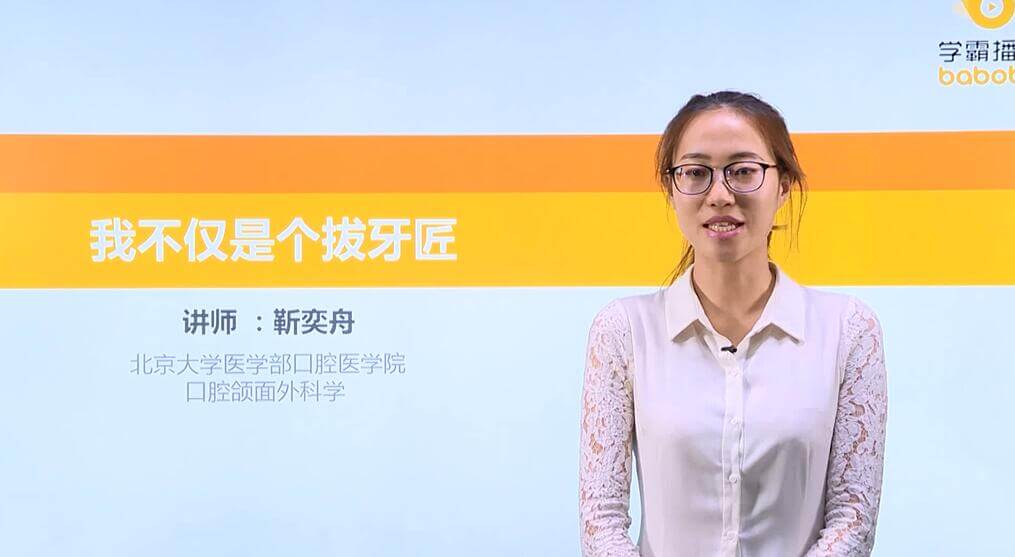 学霸播
babob
我不仅是个拔牙匠
讲师 ：靳奕舟
北京大学医学部口腔医学院
口腔颌面外科学